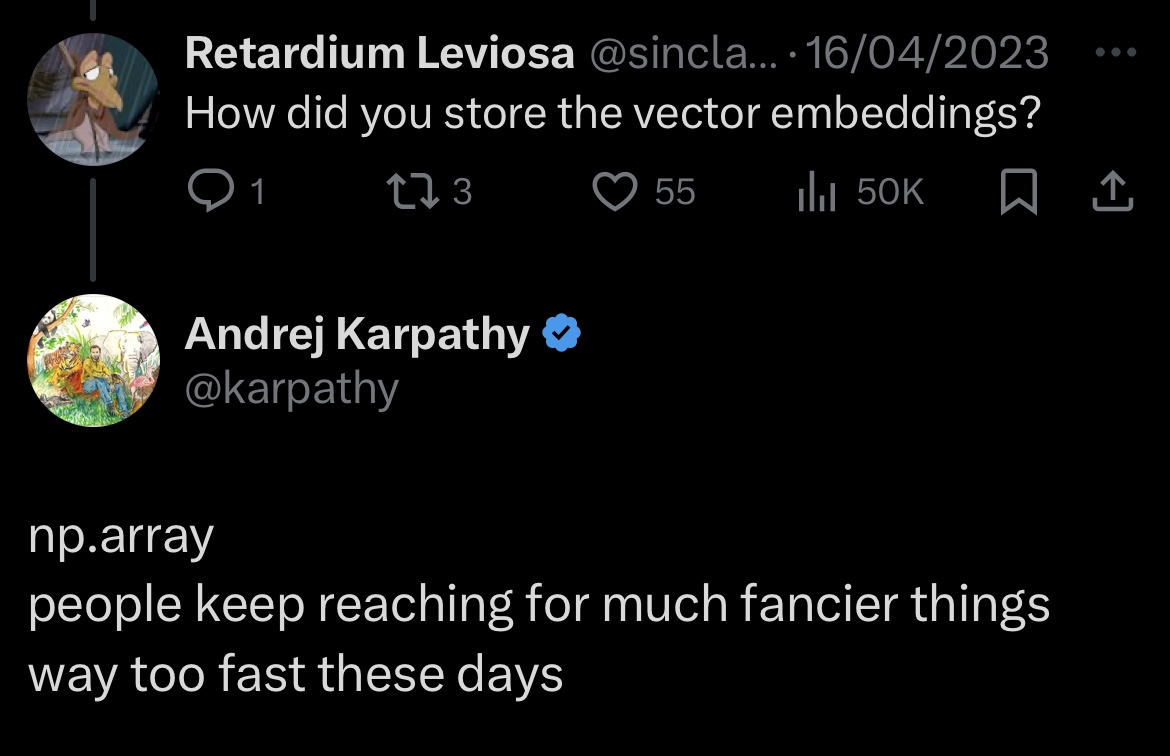 Retardium Leviosa @sincla... · 16/04/2023
How did you store the vector embeddings?
1 3 55 50K
Andrej Karpathy
@karpathy
np.array
people keep reaching for much fancier things
way too fast these days